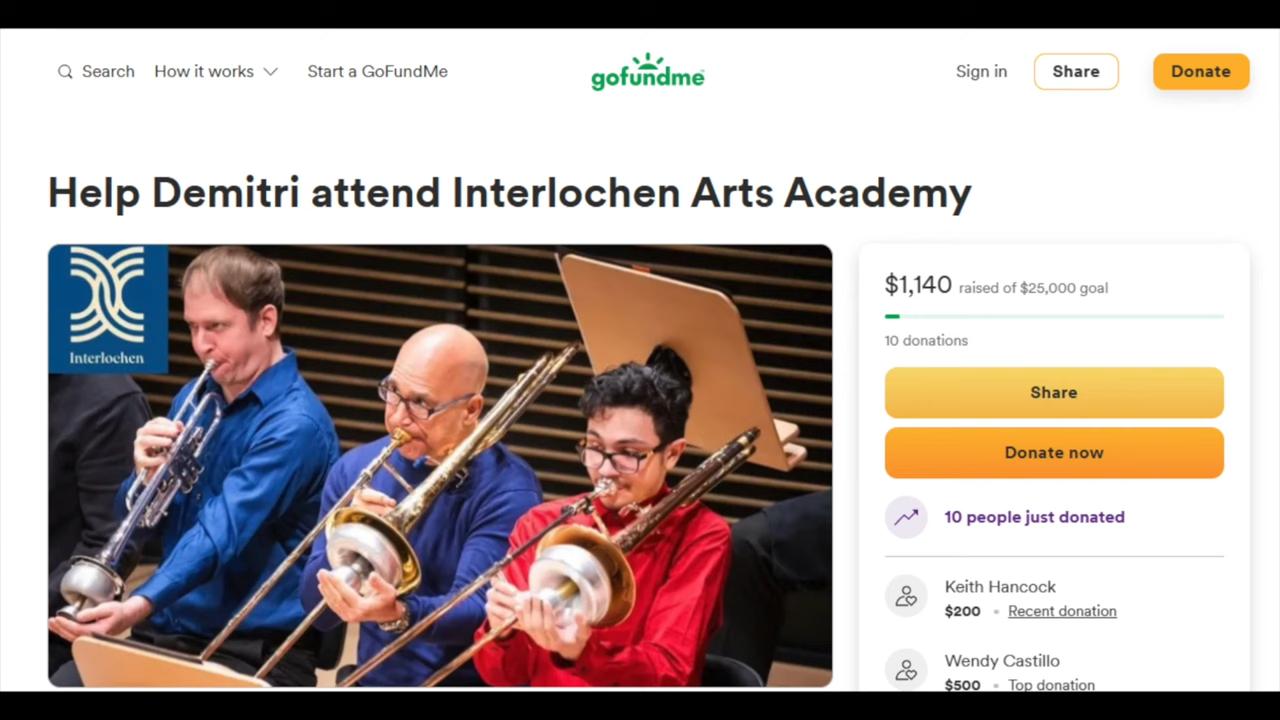 Search How it works Start a GoFundMe gofundme Sign in Share Donate
Help Demitri attend Interlochen Arts Academy
Interlochen
$1,140 raised of $25,000 goal
10 donations
Share
Donate now
10 people just donated
Keith Hancock
$200 • Recent donation
Wendy Castillo
$500 • Top donation